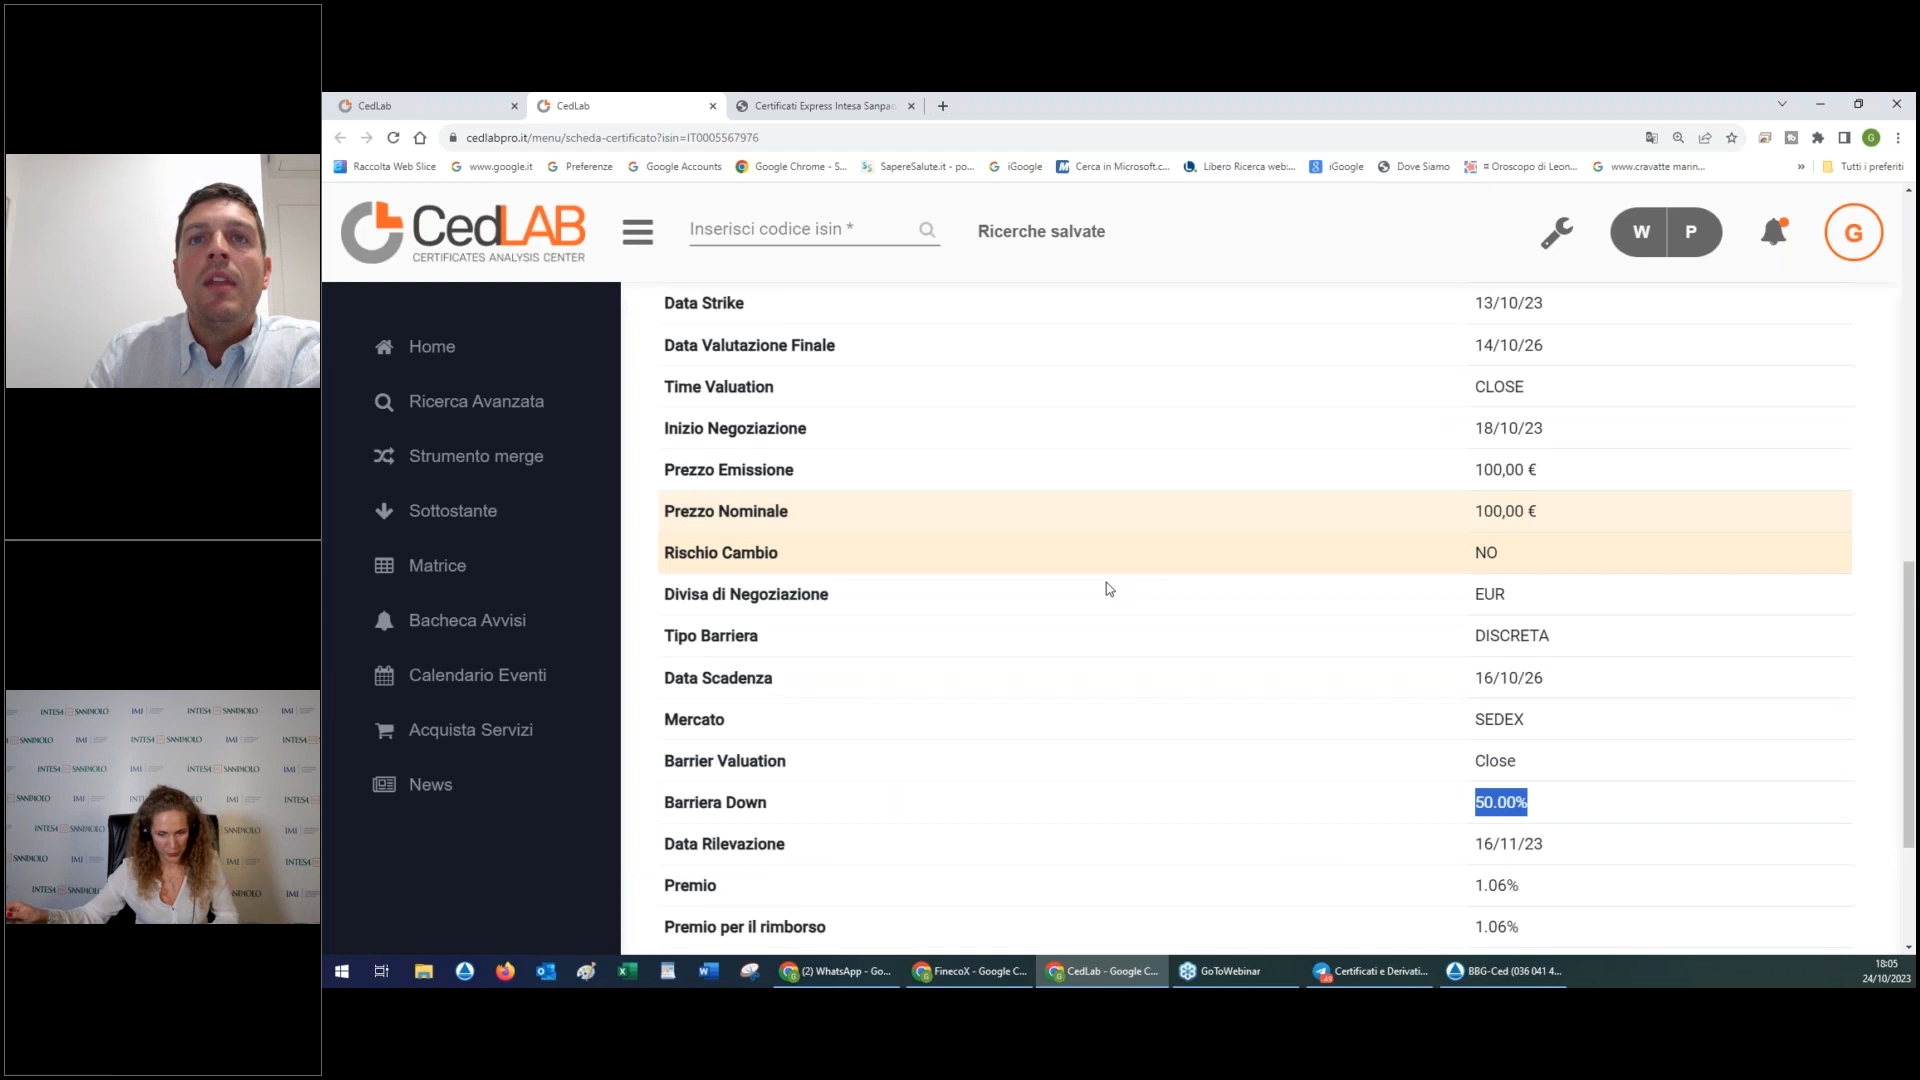 CedLab
CedLab
Certificati Express Intesa Sanpao
cedlabpro.it/menu/scheda-certificato?isin=IT0005567976
Raccolta Web Slice
www.google.it
Preferenze
Google Accounts
Google Chrome - S...
SapereSalute.it - po...
iGoogle
Cerca in Microsoft.c...
Libero Ricerca web:...
iGoogle
Dove Siamo
¤ Oroscopo di Leon...
www.cravatte marin...
»
Tutti i preferiti
CedLAB
CERTIFICATES ANALYSIS CENTER
Inserisci codice isin *
Ricerche salvate
W P
G
Home
Ricerca Avanzata
Strumento merge
Sottostante
Matrice
Bacheca Avvisi
Calendario Eventi
Acquista Servizi
News
Data Strike 13/10/23
Data Valutazione Finale 14/10/26
Time Valuation CLOSE
Inizio Negoziazione 18/10/23
Prezzo Emissione 100,00 €
Prezzo Nominale 100,00 €
Rischio Cambio NO
Divisa di Negoziazione EUR
Tipo Barriera DISCRETA
Data Scadenza 16/10/26
Mercato SEDEX
Barrier Valuation Close
Barriera Down 50.00%
Data Rilevazione 16/11/23
Premio 1.06%
Premio per il rimborso 1.06%
INTESA SANPAOLO IMI
(2) WhatsApp - Go...
FinecoX - Google C...
CedLab - Google C...
GoToWebinar
Certificati e Derivati...
BBG-Ced (036 041 4...
18:05
24/10/2023